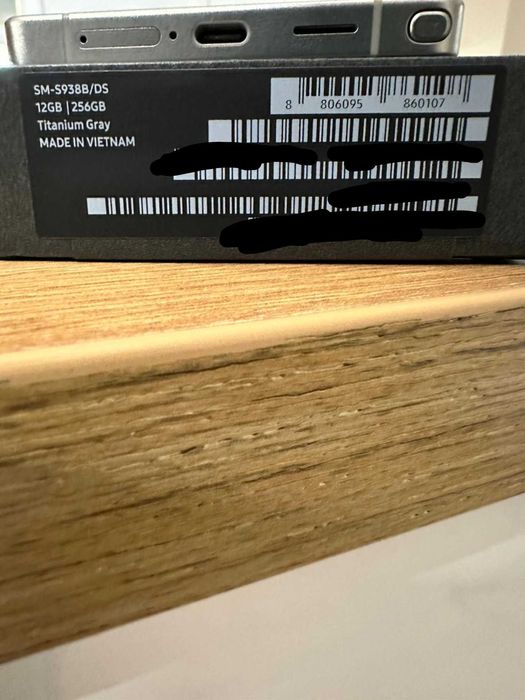 SM-S938B/DS
12GB | 256GB
Titanium Gray
MADE IN VIETNAM
8 806095 860107